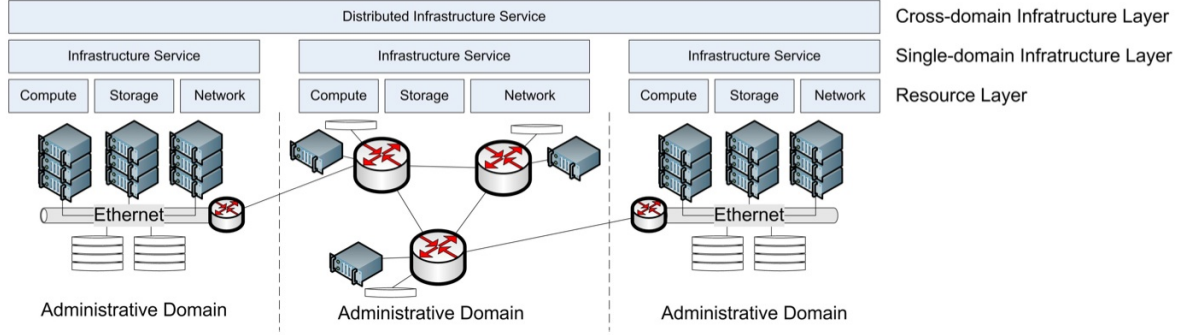 Distributed Infrastructure Service
Cross-domain Infratructure Layer
Infrastructure Service
Infrastructure Service
Infrastructure Service
Single-domain Infratructure Layer
Compute
Storage
Network
Compute
Storage
Network
Compute
Storage
Network
Resource Layer
Ethernet
Ethernet
Administrative Domain
Administrative Domain
Administrative Domain